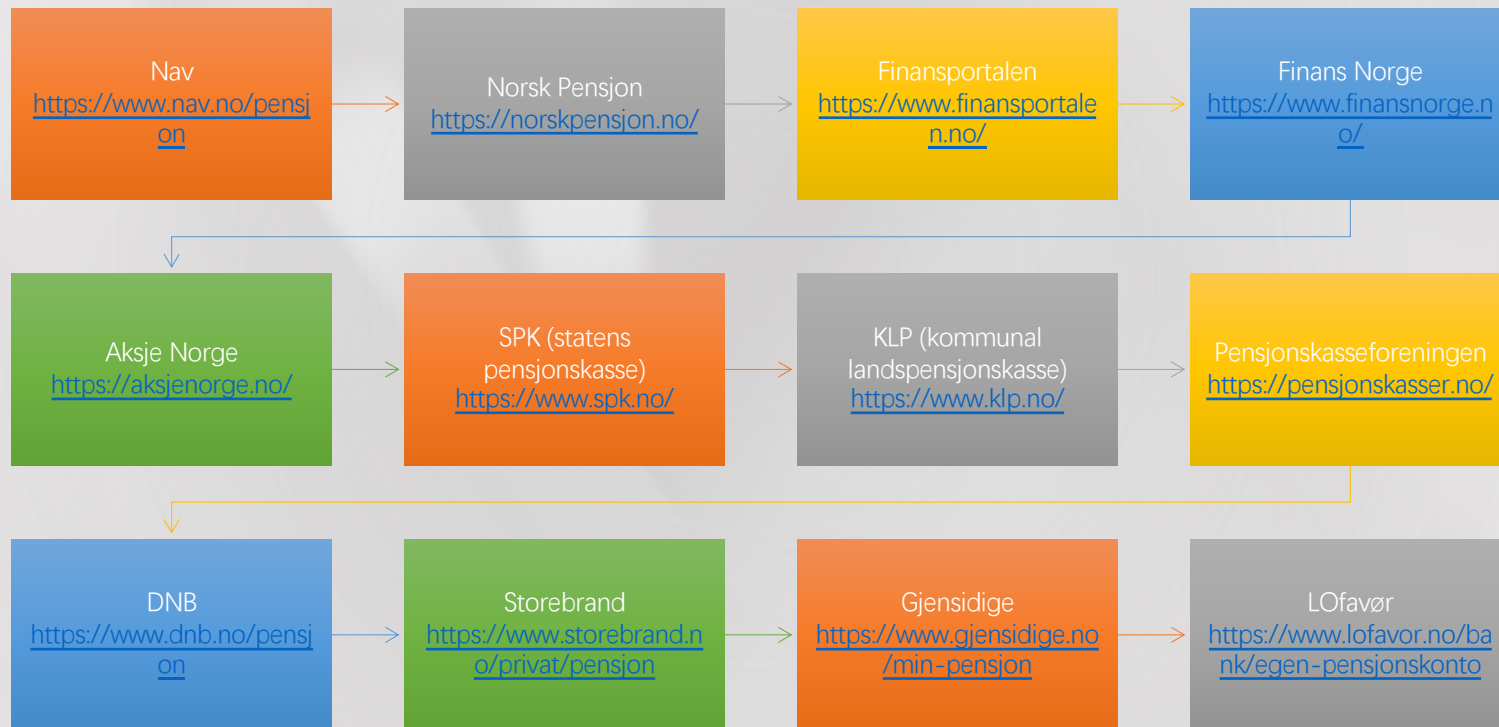 Nav
https://www.nav.no/pensj
on
Norsk Pensjon
https://norskpensjon.no/
Finansportalen
https://www.finansportale
n.no/
Finans Norge
https://www.finansnorge.n
o/
Aksje Norge
https://aksjenorge.no/
SPK (statens
pensjonskasse)
https://www.spk.no/
KLP (kommunal
landspensjonskasse)
https://www.klp.no/
Pensjonskasseforeningen
https://pensjonskasser.no/
DNB
https://www.dnb.no/pensj
on
Storebrand
https://www.storebrand.n
o/privat/pensjon
Gjensidige
https://www.gjensidige.no
/min-pensjon
LOfavør
https://www.lofavor.no/ba
nk/egen-pensjonskonto